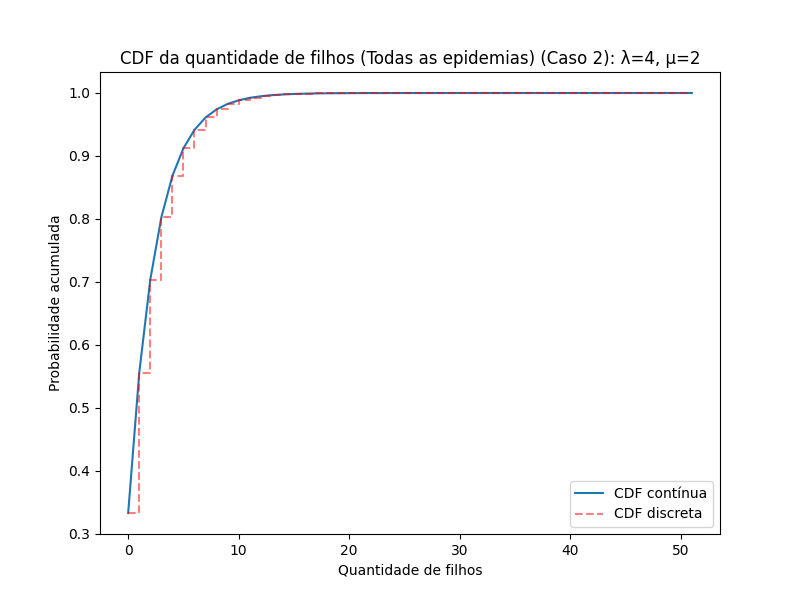 CDF da quantidade de filhos (Todas as epidemias) (Caso 2): λ=4, μ=2
Probabilidade acumulada
1.0
0.9
0.8
0.7
0.6
0.5
0.4
0.3
0 10 20 30 40 50
Quantidade de filhos
CDF contínua
CDF discreta